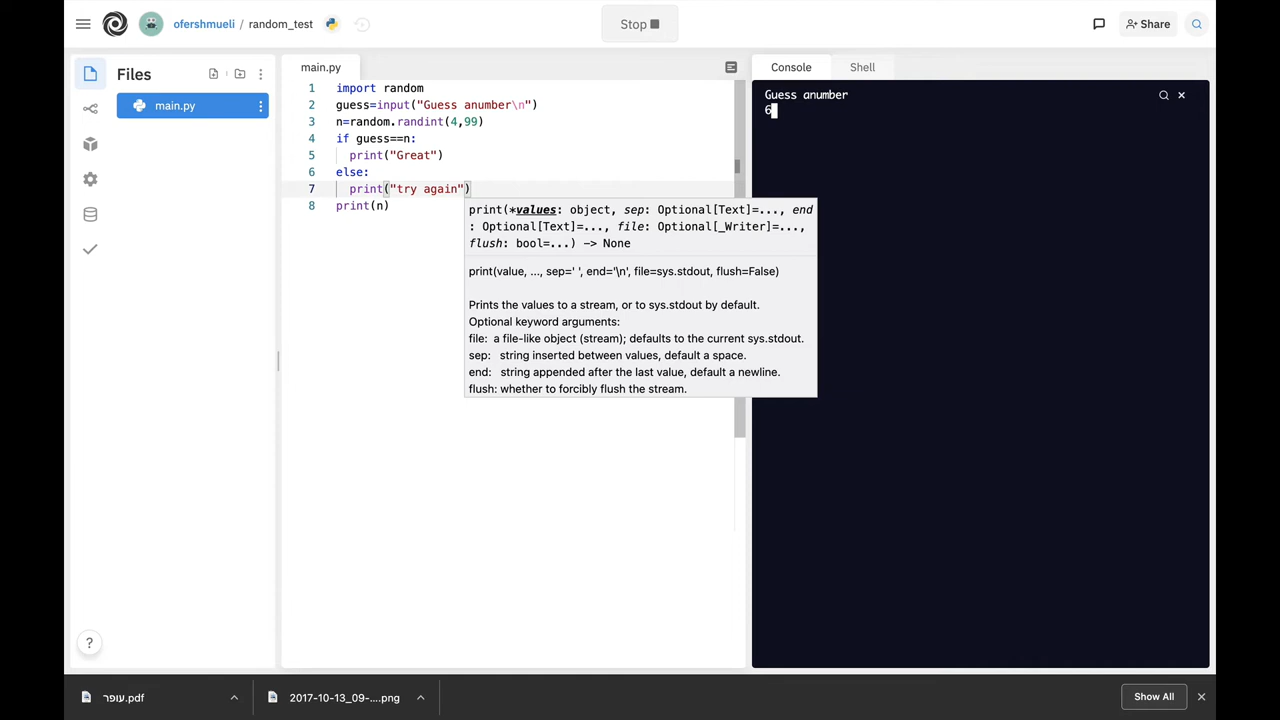 ofershmueli / random_test
Stop
Share
Files
main.py
main.py
1 import random
2 guess=input("Guess anumber\n")
3 n=random.randint(4,99)
4 if guess==n:
5 print("Great")
6 else:
7 print("try again")
8 print(n)
print(*values: object, sep: Optional[Text]=..., end
: Optional[Text]=..., file: Optional[_Writer]=...,
flush: bool=...) -> None
print(value, ..., sep=' ', end='\n', file=sys.stdout, flush=False)
Prints the values to a stream, or to sys.stdout by default.
Optional keyword arguments:
file: a file-like object (stream); defaults to the current sys.stdout.
sep: string inserted between values, default a space.
end: string appended after the last value, default a newline.
flush: whether to forcibly flush the stream.
Console Shell
Guess anumber
6
?
עופר.pdf
2017-10-13_09-....png
Show All